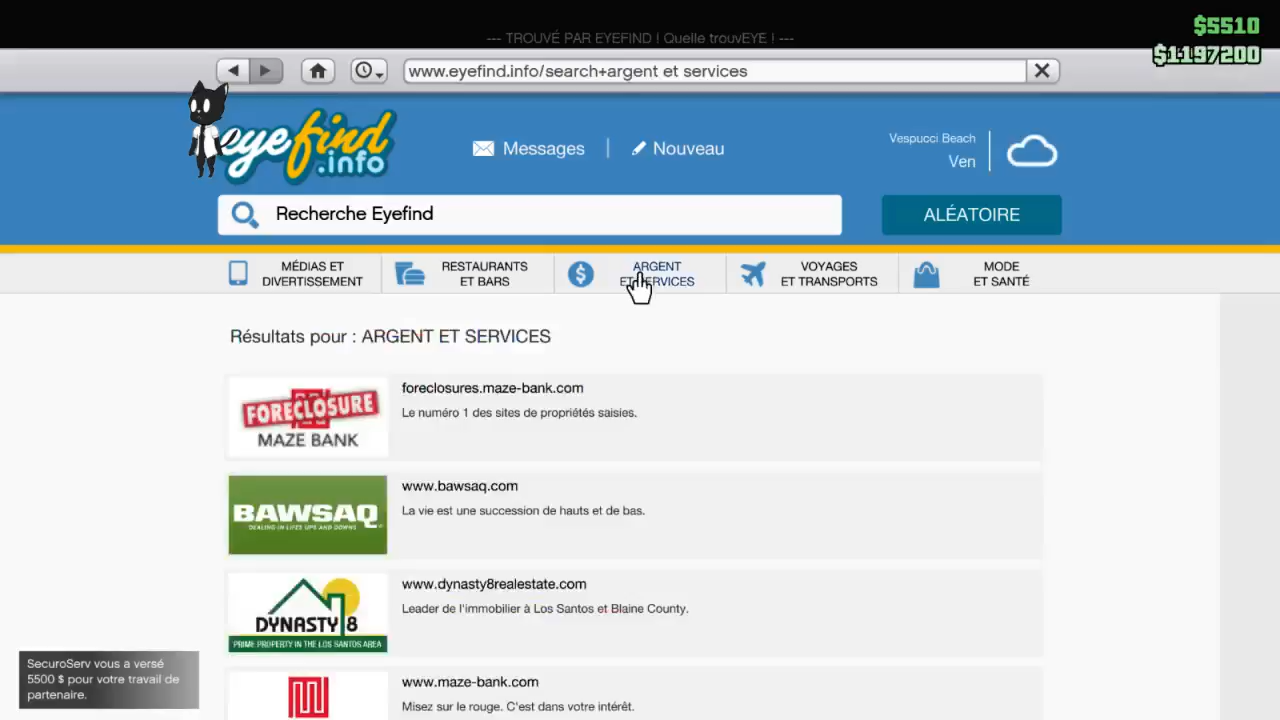 --- TROUVÉ PAR EYEFIND ! Quelle trouvEYE ! ---
$5510
$1197200
www.eyefind.info/search+argent et services
eyefind
.info
Messages
Nouveau
Vespucci Beach
Ven
Recherche Eyefind
ALÉATOIRE
MÉDIAS ET
DIVERTISSEMENT
RESTAURANTS
ET BARS
ARGENT
ET SERVICES
VOYAGES
ET TRANSPORTS
MODE
ET SANTÉ
Résultats pour : ARGENT ET SERVICES
FORECLOSURE
MAZE BANK
foreclosures.maze-bank.com
Le numéro 1 des sites de propriétés saisies.
BAWSAQ
DEALING IN LIFE'S UPS AND DOWNS
www.bawsaq.com
La vie est une succession de hauts et de bas.
DYNASTY 8
PRIME PROPERTY IN THE LOS SANTOS AREA
www.dynasty8realestate.com
Leader de l'immobilier à Los Santos et Blaine County.
www.maze-bank.com
Misez sur le rouge. C'est dans votre intérêt.
SecuroServ vous a versé
5500 $ pour votre travail de
partenaire.